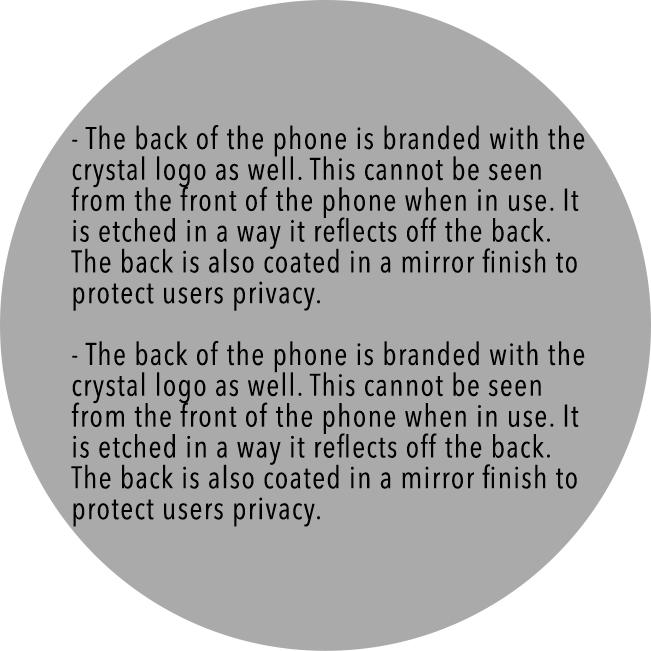 - The back of the phone is branded with the
crystal logo as well. This cannot be seen
from the front of the phone when in use. It
is etched in a way it reflects off the back.
The back is also coated in a mirror finish to
protect users privacy.
- The back of the phone is branded with the
crystal logo as well. This cannot be seen
from the front of the phone when in use. It
is etched in a way it reflects off the back.
The back is also coated in a mirror finish to
protect users privacy.